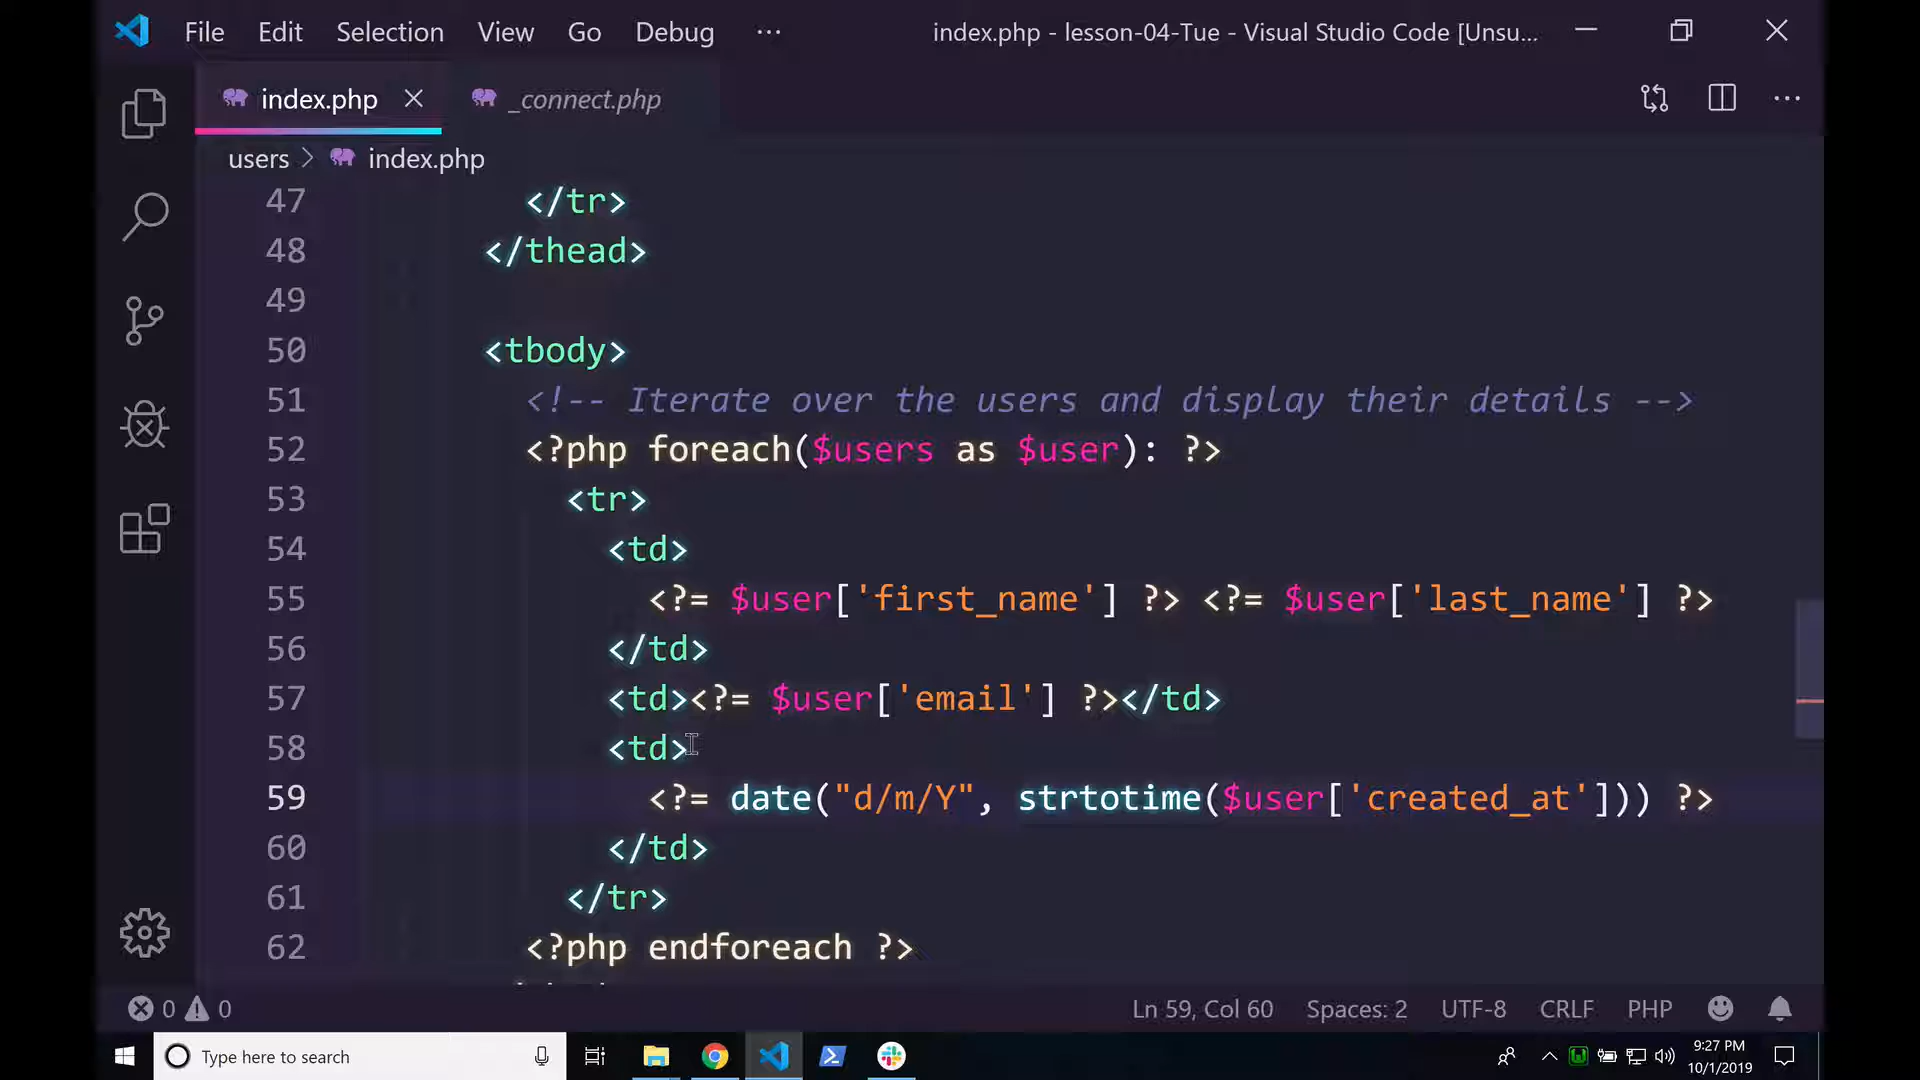 File Edit Selection View Go Debug ··· index.php - lesson-04-Tue - Visual Studio Code [Unsu...
index.php _connect.php
users > index.php
47 </tr>
48 </thead>
49
50 <tbody>
51 <!-- Iterate over the users and display their details -->
52 <?php foreach($users as $user): ?>
53 <tr>
54 <td>
55 <?= $user['first_name'] ?> <?= $user['last_name'] ?>
56 </td>
57 <td><?= $user['email'] ?></td>
58 <td>
59 <?= date("d/m/Y", strtotime($user['created_at'])) ?>
60 </td>
61 </tr>
62 <?php endforeach ?>
0 0 Ln 59, Col 60 Spaces: 2 UTF-8 CRLF PHP
Type here to search
9:27 PM
10/1/2019